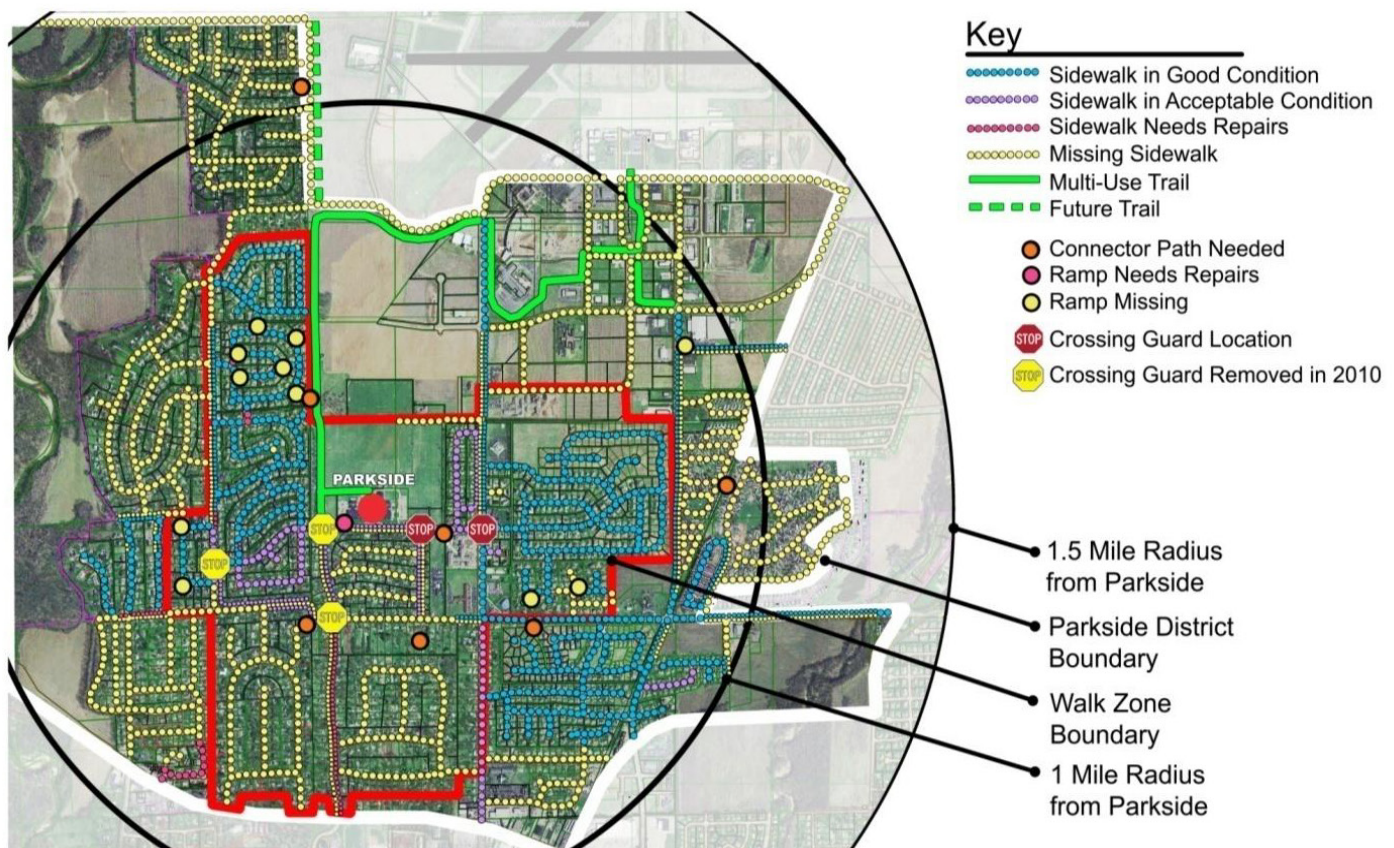 Key
Sidewalk in Good Condition
Sidewalk in Acceptable Condition
Sidewalk Needs Repairs
Missing Sidewalk
Multi-Use Trail
Future Trail
Connector Path Needed
Ramp Needs Repairs
Ramp Missing
STOP Crossing Guard Location
STOP Crossing Guard Removed in 2010
PARKSIDE
STOP
STOP
STOP
STOP
STOP
1.5 Mile Radius
from Parkside
Parkside District
Boundary
Walk Zone
Boundary
1 Mile Radius
from Parkside